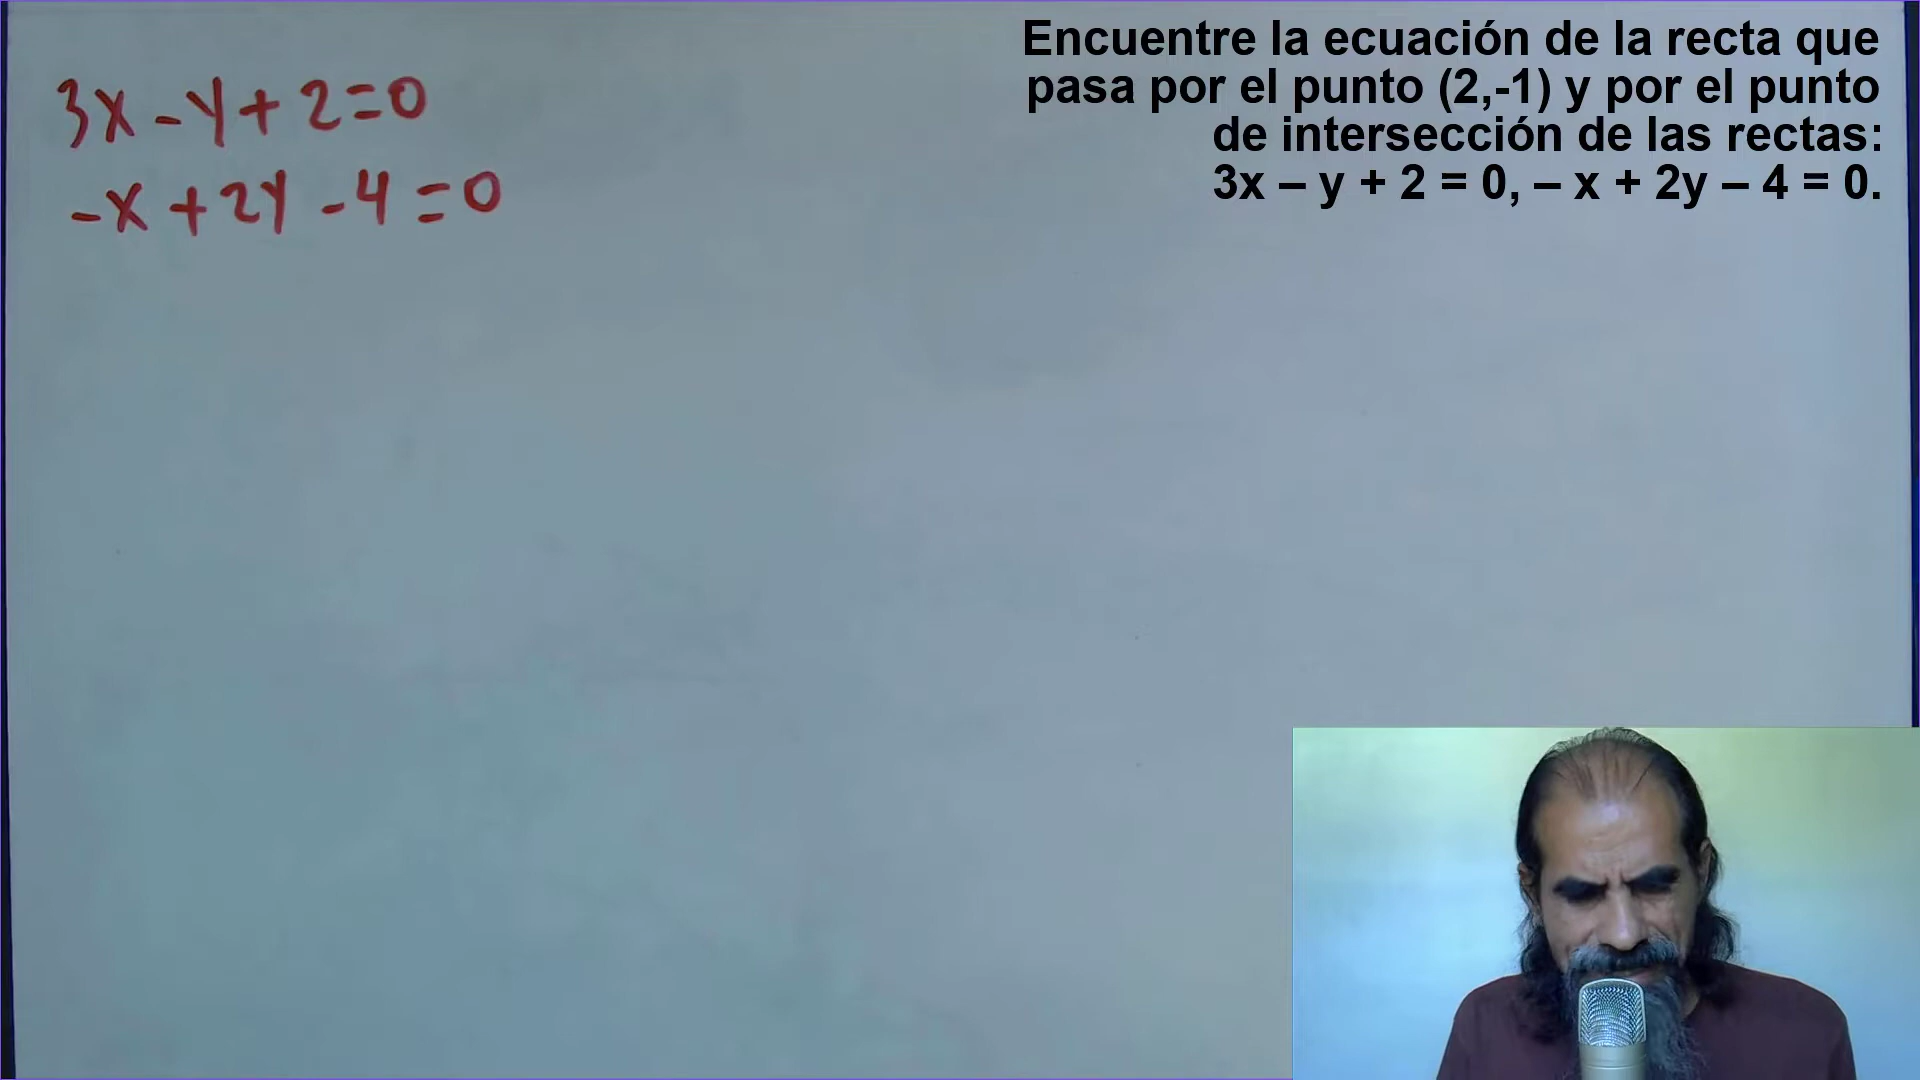 3x - y + 2 = 0
-x + 2y - 4 = 0
Encuentre la ecuación de la recta que
pasa por el punto (2,-1) y por el punto
de intersección de las rectas:
3x – y + 2 = 0, – x + 2y – 4 = 0.